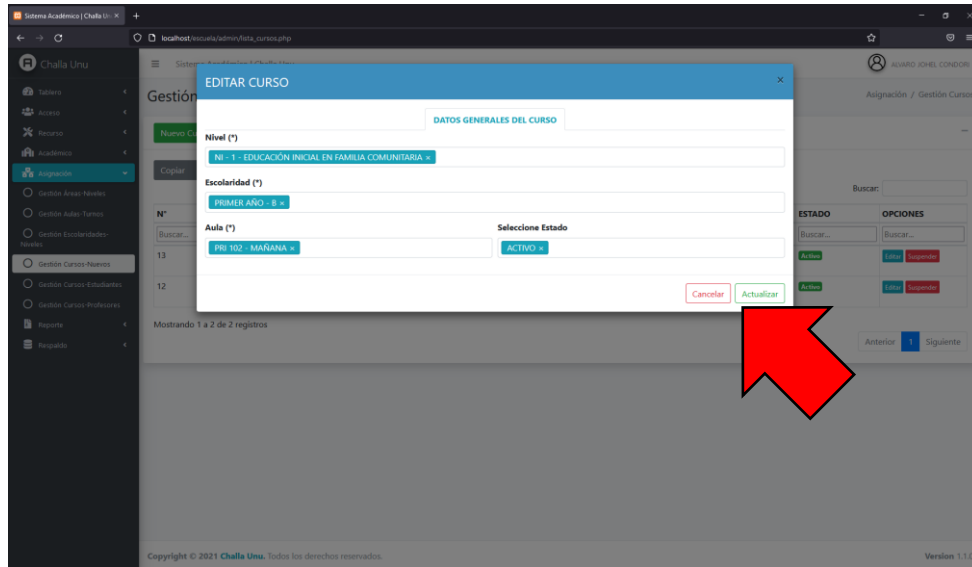 Sistema Académico | Challa Un
localhost/escuela/admin/lista_cursos.php
Challa Unu
ALVARO JOHEL CONDORI
Tablero
Acceso
Recurso
Académico
Asignación
Gestión Áreas-Niveles
Gestión Aulas-Turnos
Gestión Escolaridades-
Niveles
Gestión Cursos-Nuevos
Gestión Cursos-Estudiantes
Gestión Cursos-Profesores
Reporte
Respaldo
Gestión
Asignación / Gestión Cursos
Nuevo Cu
Copiar
Buscar:
N°
ESTADO
OPCIONES
Buscar...
Buscar...
Buscar...
13
Activo
Editar
Suspender
12
Activo
Editar
Suspender
Mostrando 1 a 2 de 2 registros
Anterior 1 Siguiente
EDITAR CURSO ×
DATOS GENERALES DEL CURSO
Nivel (*)
NI - 1 - EDUCACIÓN INICIAL EN FAMILIA COMUNITARIA ×
Escolaridad (*)
PRIMER AÑO - B ×
Aula (*)
PRI 102 - MAÑANA ×
Seleccione Estado
ACTIVO ×
Cancelar
Actualizar
Copyright © 2021 Challa Unu. Todos los derechos reservados.
Version 1.1.